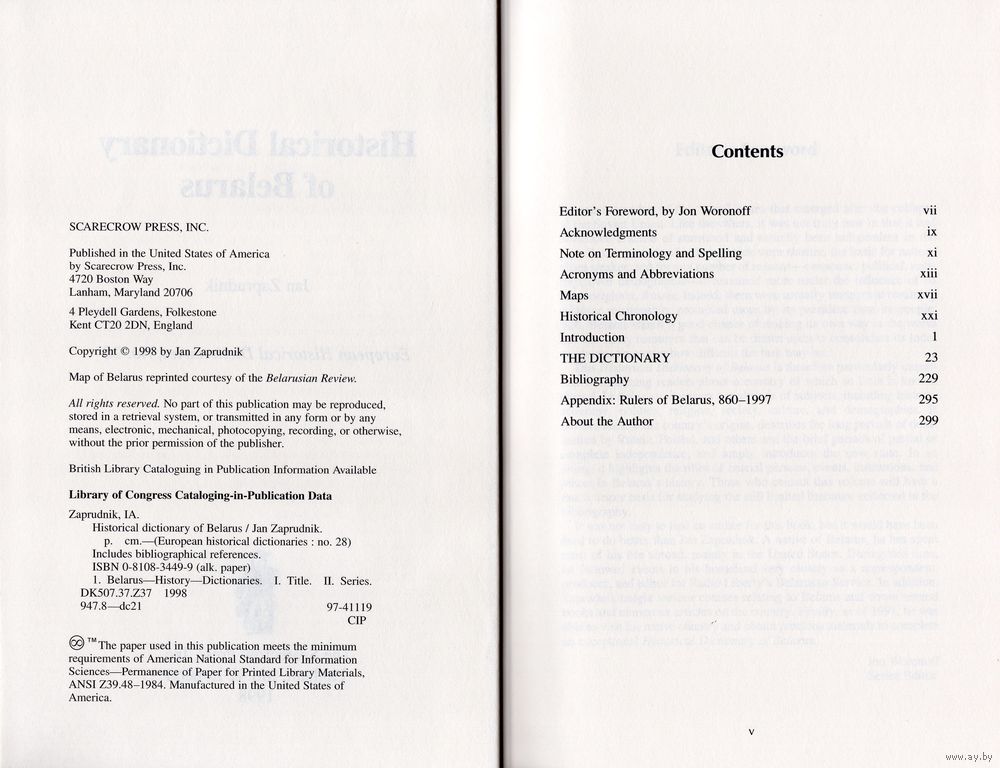 SCARECROW PRESS, INC.
Published in the United States of America
by Scarecrow Press, Inc.
4720 Boston Way
Lanham, Maryland 20706
4 Pleydell Gardens, Folkestone
Kent CT20 2DN, England
Copyright © 1998 by Jan Zaprudnik
Map of Belarus reprinted courtesy of the Belarusian Review.
All rights reserved. No part of this publication may be reproduced,
stored in a retrieval system, or transmitted in any form or by any
means, electronic, mechanical, photocopying, recording, or otherwise,
without the prior permission of the publisher.
British Library Cataloguing in Publication Information Available
Library of Congress Cataloging-in-Publication Data
Zaprudnik, IA.
Historical dictionary of Belarus / Jan Zaprudnik.
p. cm.—(European historical dictionaries : no. 28)
Includes bibliographical references.
ISBN 0-8108-3449-9 (alk. paper)
1. Belarus—History—Dictionaries. I. Title. II. Series.
DK507.37.Z37 1998
947.8—dc21 97-41119
CIP
™ The paper used in this publication meets the minimum
requirements of American National Standard for Information
Sciences—Permanence of Paper for Printed Library Materials,
ANSI Z39.48–1984. Manufactured in the United States of
America.
Contents
Editor's Foreword, by Jon Woronoff vii
Acknowledgments ix
Note on Terminology and Spelling xi
Acronyms and Abbreviations xiii
Maps xvii
Historical Chronology xxi
Introduction 1
THE DICTIONARY 23
Bibliography 229
Appendix: Rulers of Belarus, 860–1997 295
About the Author 299
v
www.ay.by